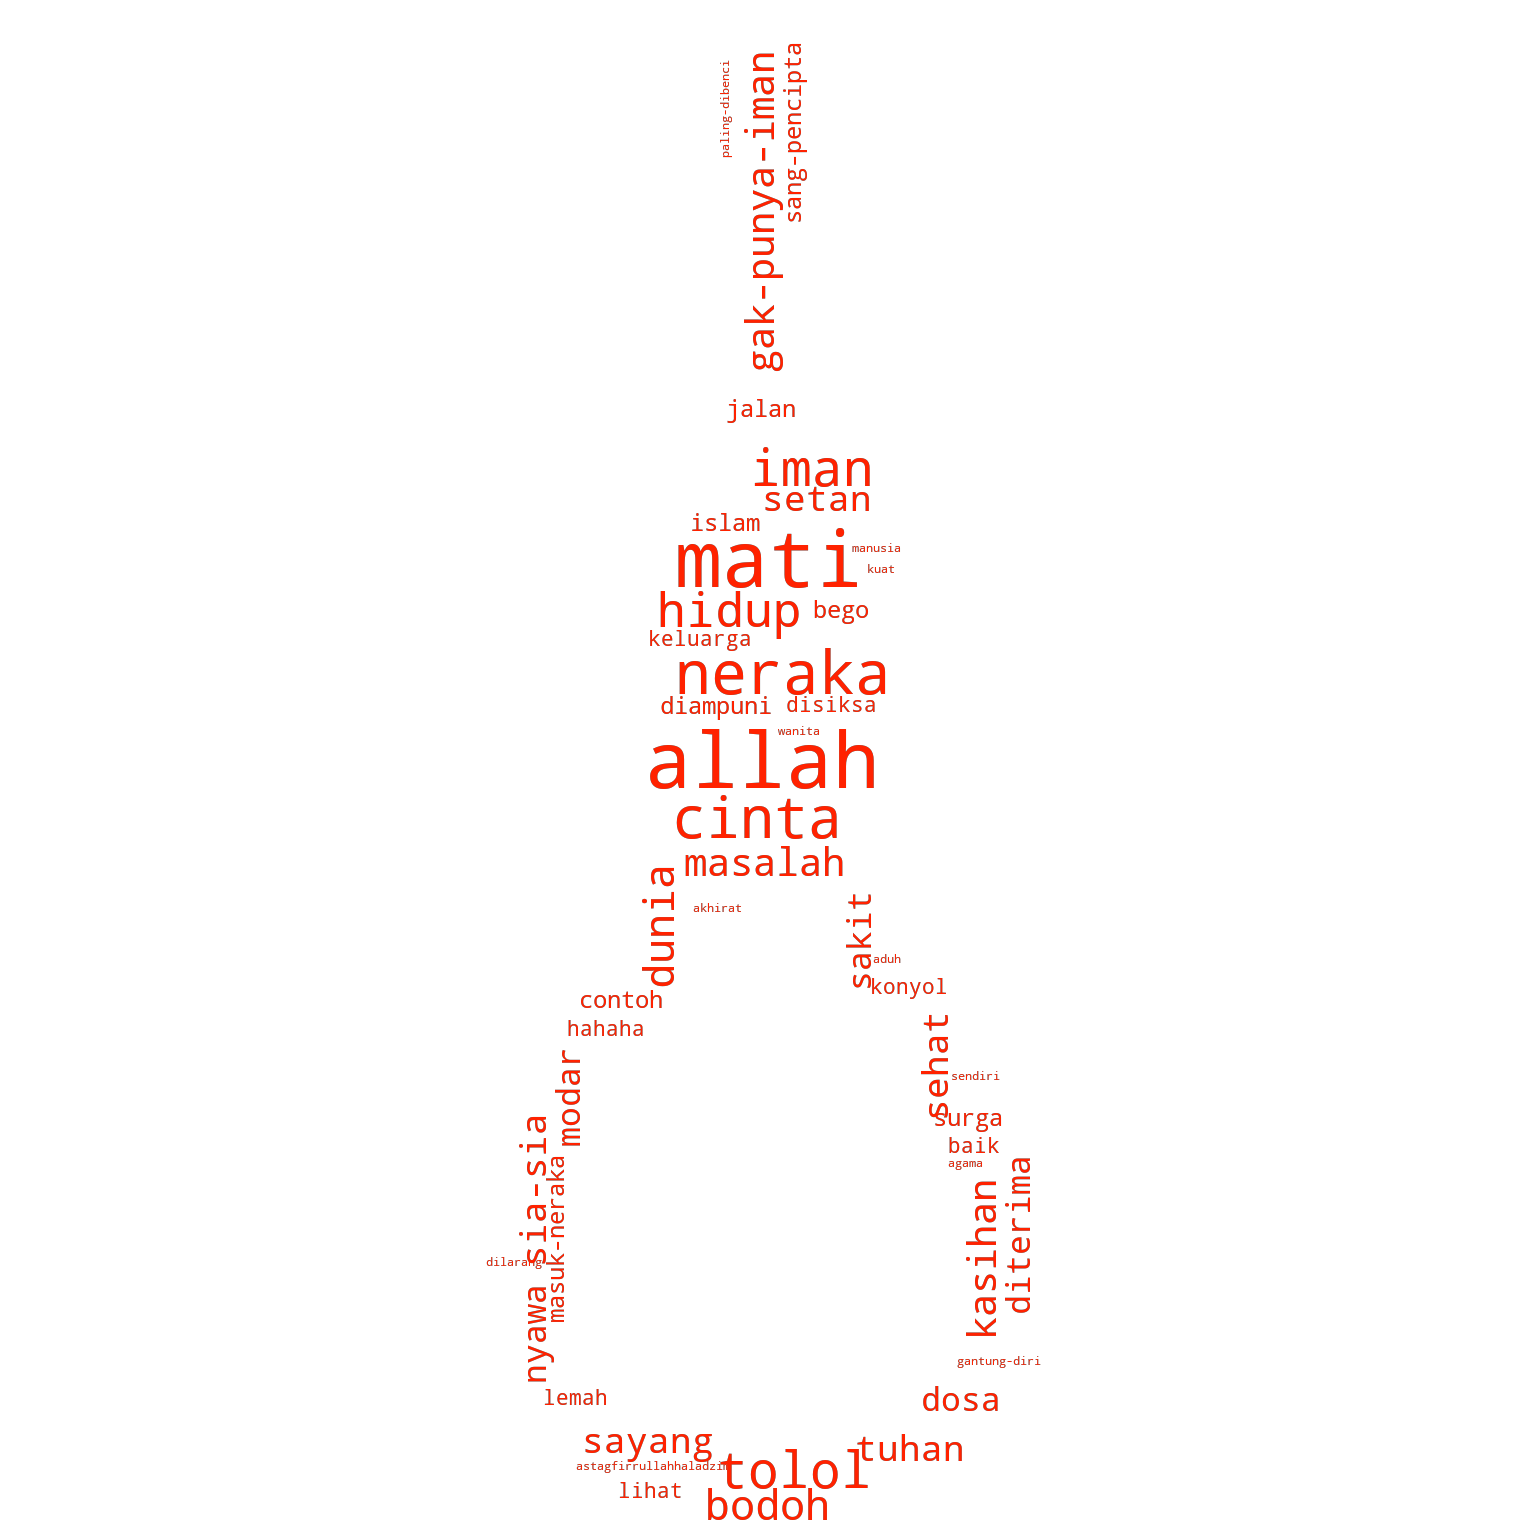 paling-dibenci
gak-punya-iman
sang-pencipta
jalan
iman
setan
islam
mati
manusia
kuat
hidup
bego
keluarga
neraka
diampuni
disiksa
wanita
allah
cinta
masalah
dunia
akhirat
sakit
aduh
konyol
contoh
hahaha
sehat
modar
sendiri
surga
baik
agama
sia-sia
masuk-neraka
kasihan
diterima
dilarang
nyawa
gantung-diri
lemah
dosa
sayang
tuhan
astagfirrullahhaladzim
tolol
lihat
bodoh